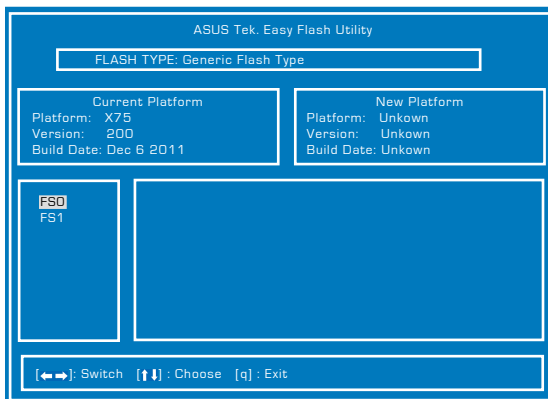 ASUS Tek. Easy Flash Utility
FLASH TYPE: Generic Flash Type
Current Platform
Platform: X75
Version: 200
Build Date: Dec 6 2011
New Platform
Platform: Unkown
Version: Unkown
Build Date: Unkown
FS0
FS1
[←→]: Switch [↑↓] : Choose [q] : Exit